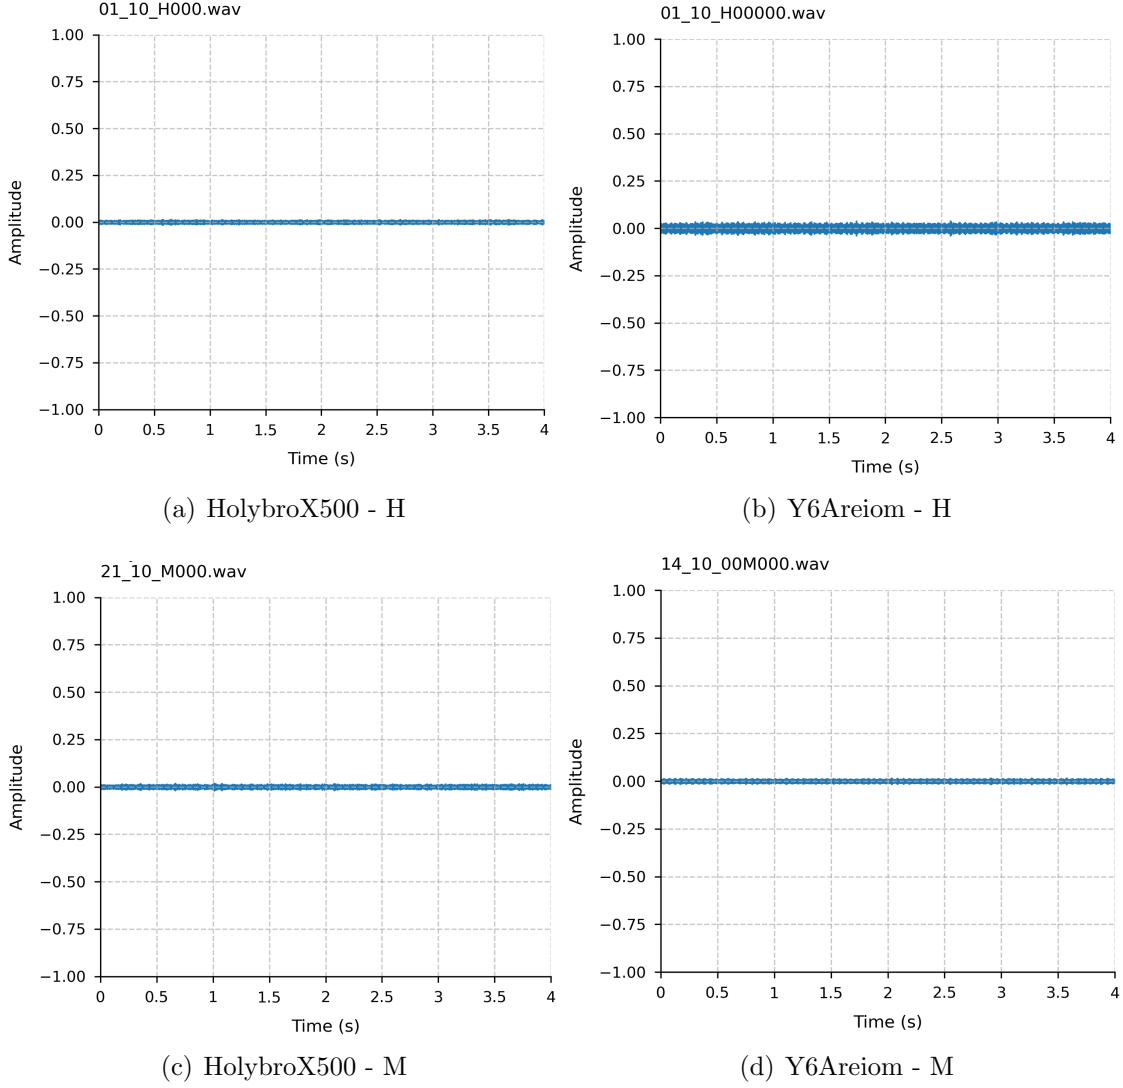 01_10_H000.wav
1.00
0.75
0.50
0.25
0.00
−0.25
−0.50
−0.75
−1.00
Amplitude
0 0.5 1 1.5 2 2.5 3 3.5 4
Time (s)
(a) HolybroX500 - H
01_10_H00000.wav
1.00
0.75
0.50
0.25
0.00
−0.25
−0.50
−0.75
−1.00
Amplitude
0 0.5 1 1.5 2 2.5 3 3.5 4
Time (s)
(b) Y6Areiom - H
21_10_M000.wav
1.00
0.75
0.50
0.25
0.00
−0.25
−0.50
−0.75
−1.00
Amplitude
0 0.5 1 1.5 2 2.5 3 3.5 4
Time (s)
(c) HolybroX500 - M
14_10_00M000.wav
1.00
0.75
0.50
0.25
0.00
−0.25
−0.50
−0.75
−1.00
Amplitude
0 0.5 1 1.5 2 2.5 3 3.5 4
Time (s)
(d) Y6Areiom - M